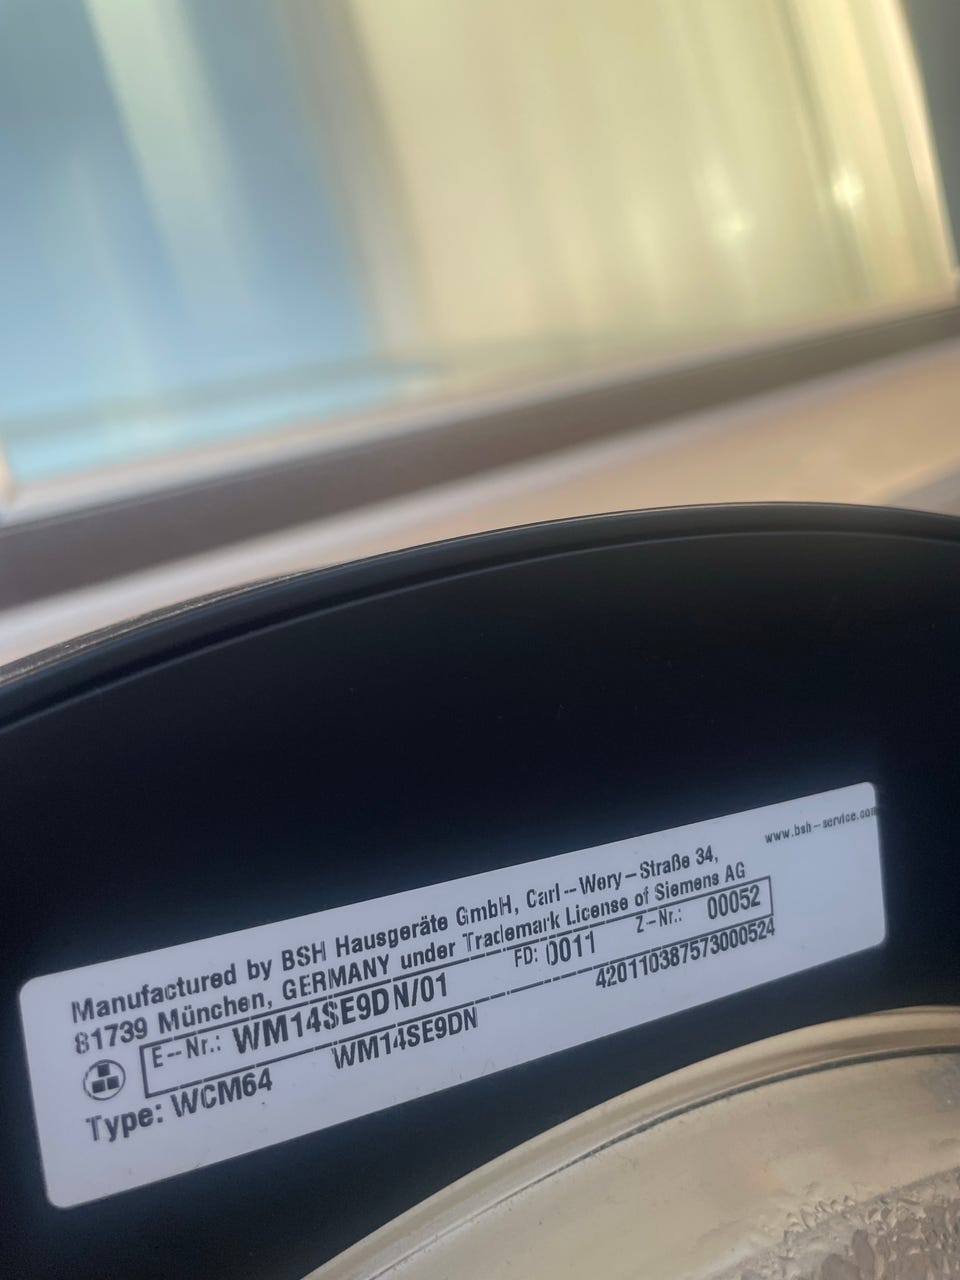 www.bsh-service.com
Manufactured by BSH Hausgeräte GmbH, Carl-Wery-Straße 34,
81739 München, GERMANY under Trademark License of Siemens AG
E-Nr.: WM14SE9DN/01 FD: 0011 Z-Nr.: 00052
Type: WCM64 WM14SE9DN 420110387573000524